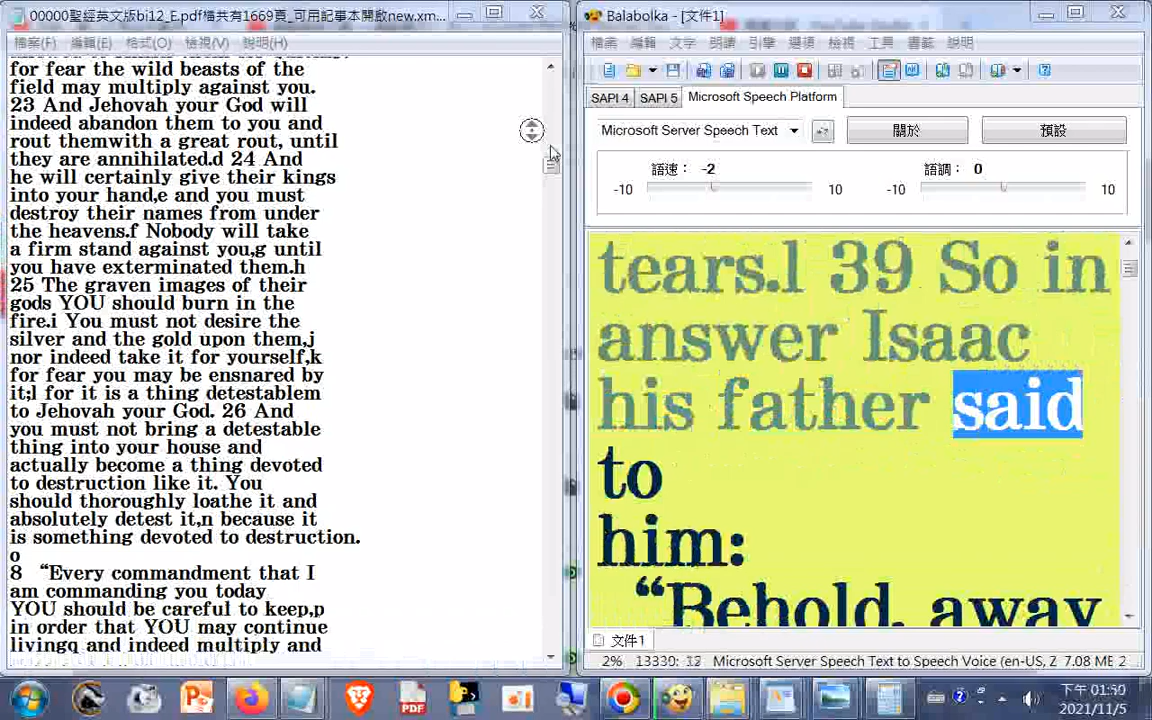 00000聖經英文版bi12_E.pdf檔共有1669頁_可用記事本開啟new.xm...
檔案(F) 編輯(E) 格式(O) 檢視(V) 說明(H)
for fear the wild beasts of the
field may multiply against you.
23 And Jehovah your God will
indeed abandon them to you and
rout themwith a great rout, until
they are annihilated.d 24 And
he will certainly give their kings
into your hand,e and you must
destroy their names from under
the heavens.f Nobody will take
a firm stand against you,g until
you have exterminated them.h
25 The graven images of their
gods YOU should burn in the
fire.i You must not desire the
silver and the gold upon them,j
nor indeed take it for yourself,k
for fear you may be ensnared by
it;l for it is a thing detestablem
to Jehovah your God. 26 And
you must not bring a detestable
thing into your house and
actually become a thing devoted
to destruction like it. You
should thoroughly loathe it and
absolutely detest it,n because it
is something devoted to destruction.
o
8 “Every commandment that I
am commanding you today
YOU should be careful to keep,p
in order that YOU may continue
livingq and indeed multiply and
Balabolka - [文件1]
檔案 編輯 文字 朗讀 引擎 選項 檢視 工具 書籤 說明
SAPI 4 SAPI 5 Microsoft Speech Platform
Microsoft Server Speech Text 關於 預設
語速： -2 語調： 0
-10 10 -10 10
tears.l 39 So in
answer Isaac
his father said
to
him:
“Behold, away
文件1
2% 13330: 12 Microsoft Server Speech Text to Speech Voice (en-US, Z 7.08 MB 2
PDF
下午 01:50
2021/11/5